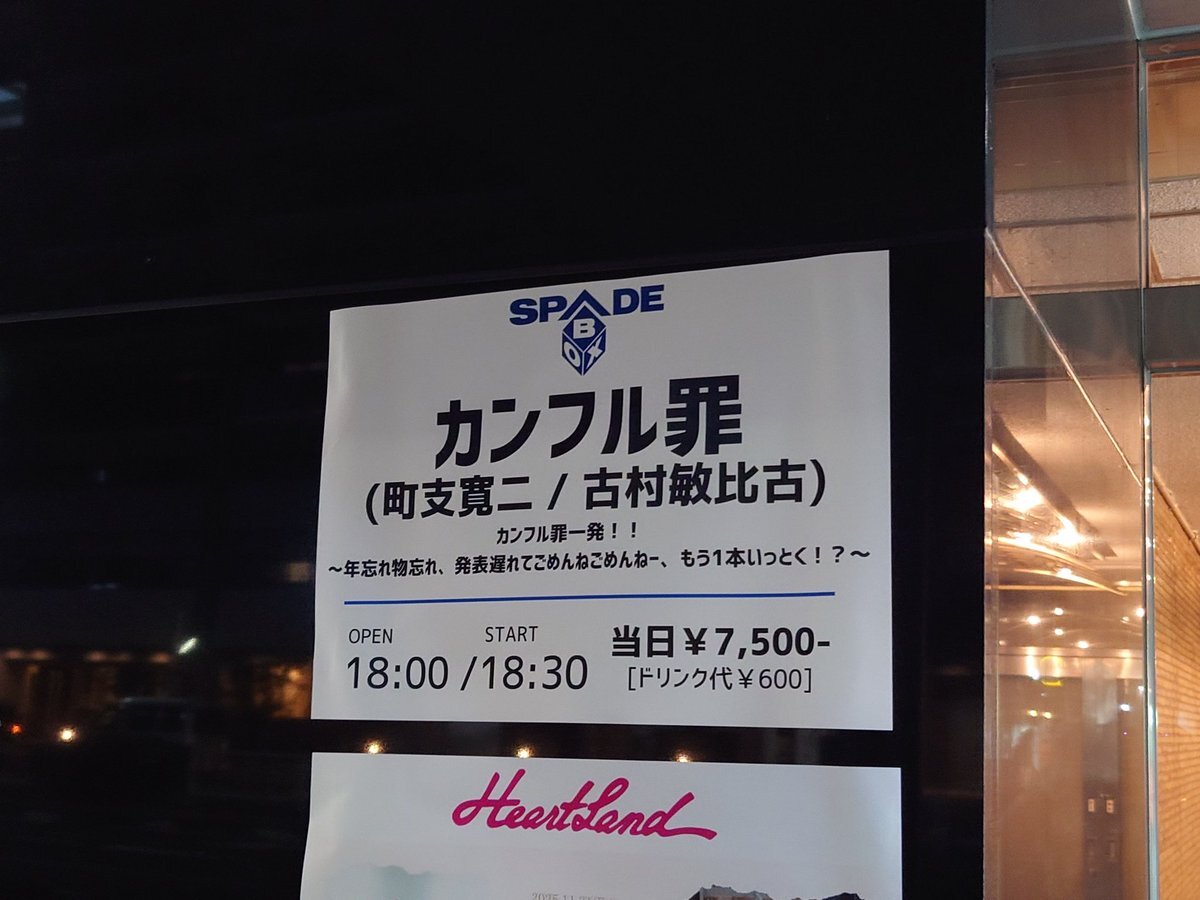 SPADE
BOX
カンフル罪
(町支寛二 / 古村敏比古)
カンフル罪一発！！
～年忘れ物忘れ、発表遅れてごめんねごめんねー、もう1本いっとく！？～
OPEN START
18:00 /18:30
当日￥7,500-
[ドリンク代￥600]
HeartLand